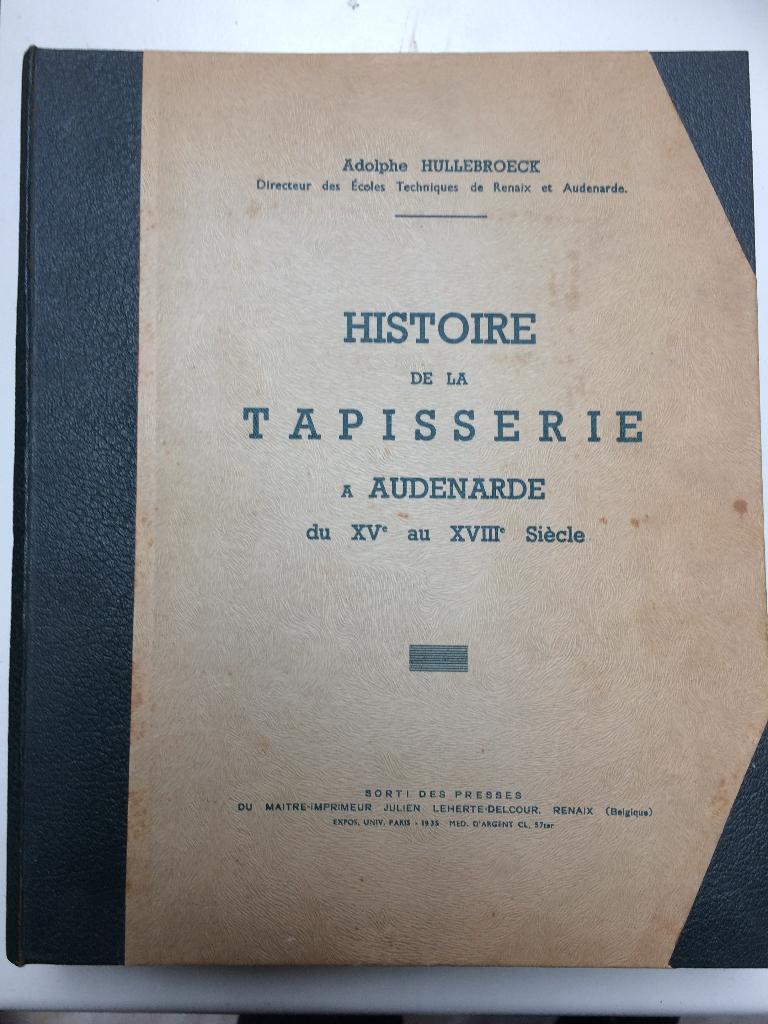 Adolphe HULLEBROECK
Directeur des Écoles Techniques de Renaix et Audenarde.
HISTOIRE
DE LA
TAPISSERIE
A AUDENARDE
du XVe au XVIIIe Siècle
SORTI DES PRESSES
DU MAITRE-IMPRIMEUR JULIEN LEHERTE-DELCOUR, RENAIX (Belgique)
EXPOS. UNIV. PARIS - 1935 MED. D'ARGENT CL. 57ter